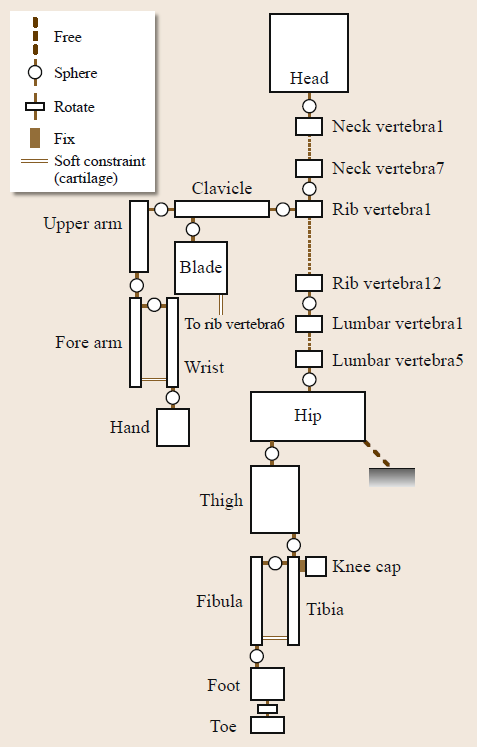 Free
Sphere
Rotate
Fix
Soft constraint
(cartilage)
Head
Neck vertebra1
Neck vertebra7
Clavicle
Rib vertebra1
Upper arm
Blade
Rib vertebra12
To rib vertebra6
Lumbar vertebra1
Fore arm
Wrist
Lumbar vertebra5
Hand
Hip
Thigh
Knee cap
Fibula
Tibia
Foot
Toe